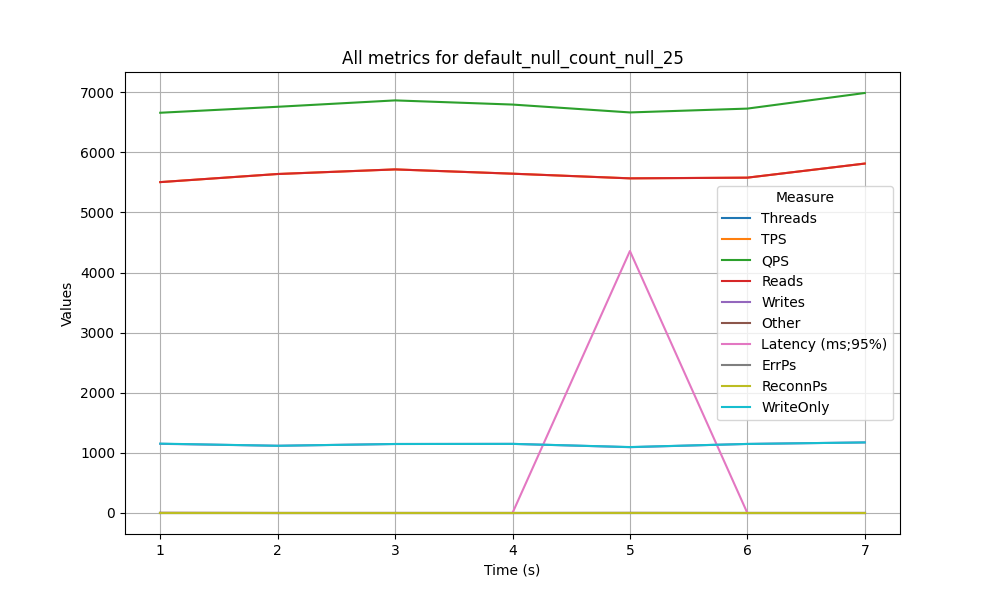 All metrics for default_null_count_null_25
Values
7000
6000
5000
4000
3000
2000
1000
0
1 2 3 4 5 6 7
Time (s)
Measure
Threads
TPS
QPS
Reads
Writes
Other
Latency (ms;95%)
ErrPs
ReconnPs
WriteOnly